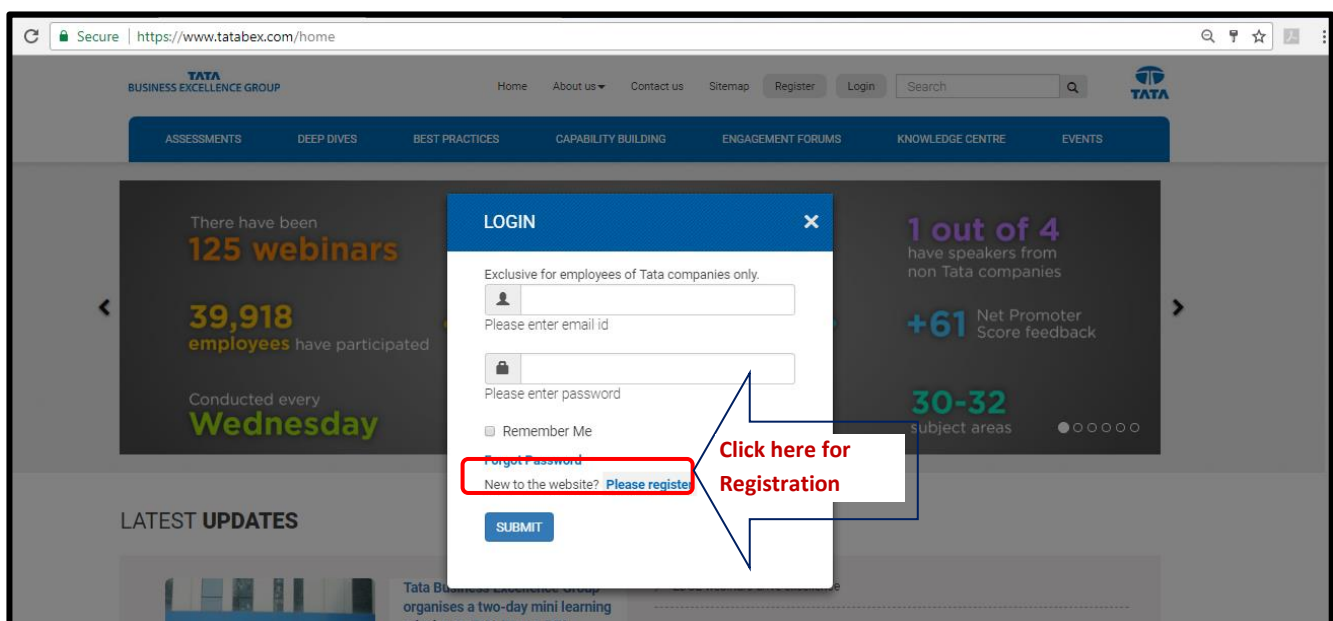 Secure | https://www.tatabex.com/home
TATA
BUSINESS EXCELLENCE GROUP
Home About us Contact us Sitemap Register Login Search
TATA
ASSESSMENTS DEEP DIVES BEST PRACTICES CAPABILITY BUILDING ENGAGEMENT FORUMS KNOWLEDGE CENTRE EVENTS
There have been
125 webinars
39,918
employees have participated
Conducted every
Wednesday
1 out of 4
have speakers from
non Tata companies
+61 Net Promoter
Score feedback
30-32
subject areas
LOGIN
Exclusive for employees of Tata companies only.
Please enter email id
Please enter password
Remember Me
Forgot Password
New to the website? Please register
SUBMIT
Click here for
Registration
LATEST UPDATES
Tata Business Excellence Group
organises a two-day mini learning